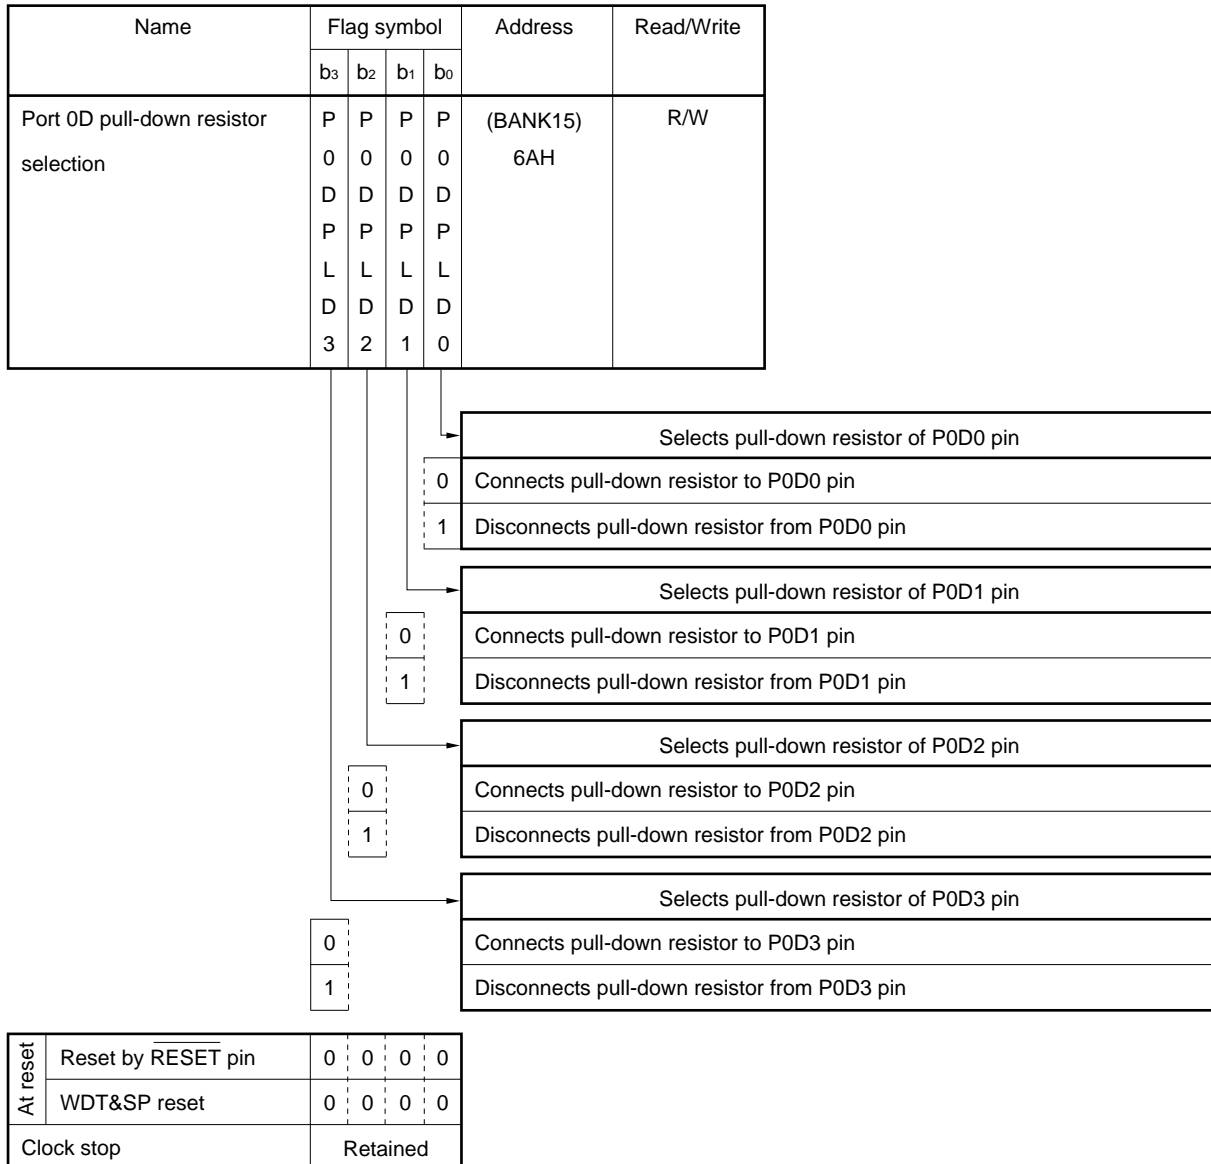 Name Flag symbol Address Read/Write
b3 b2 b1 b0
Port 0D pull-down resistor P P P P (BANK15) R/W
selection 0 0 0 0 6AH
D D D D
P P P P
L L L L
D D D D
3 2 1 0
Selects pull-down resistor of P0D0 pin
0 Connects pull-down resistor to P0D0 pin
1 Disconnects pull-down resistor from P0D0 pin
Selects pull-down resistor of P0D1 pin
0 Connects pull-down resistor to P0D1 pin
1 Disconnects pull-down resistor from P0D1 pin
Selects pull-down resistor of P0D2 pin
0 Connects pull-down resistor to P0D2 pin
1 Disconnects pull-down resistor from P0D2 pin
Selects pull-down resistor of P0D3 pin
0 Connects pull-down resistor to P0D3 pin
1 Disconnects pull-down resistor from P0D3 pin
At reset
Reset by RESET pin 0 0 0 0
WDT&SP reset 0 0 0 0
Clock stop Retained